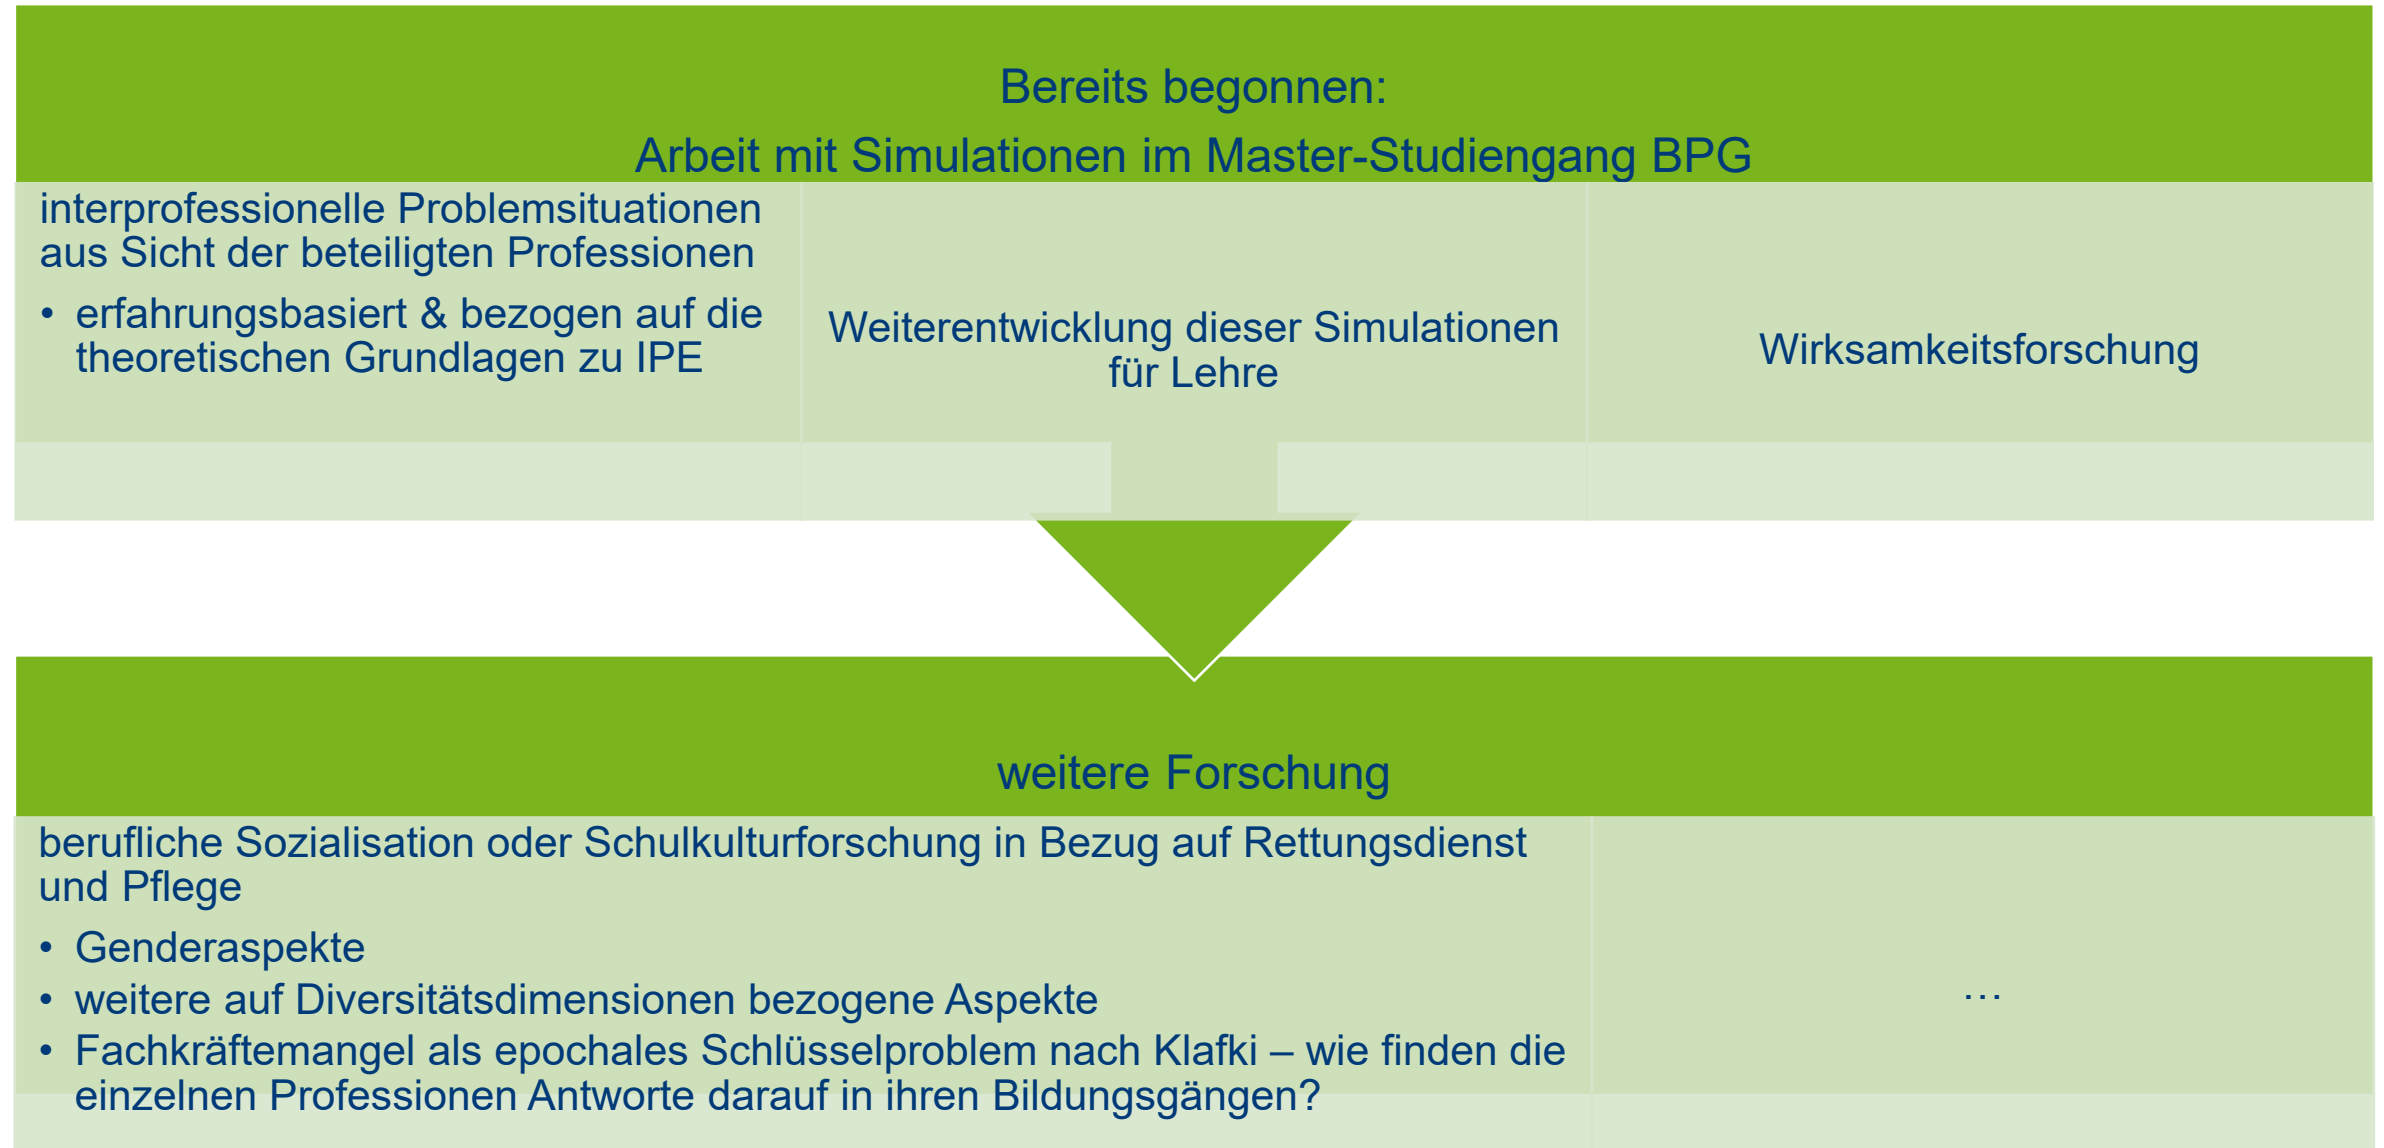 Bereits begonnen:
Arbeit mit Simulationen im Master-Studiengang BPG
interprofessionelle Problemsituationen
aus Sicht der beteiligten Professionen
• erfahrungsbasiert & bezogen auf die
theoretischen Grundlagen zu IPE
Weiterentwicklung dieser Simulationen
für Lehre
Wirksamkeitsforschung
weitere Forschung
berufliche Sozialisation oder Schulkulturforschung in Bezug auf Rettungsdienst
und Pflege
• Genderaspekte
• weitere auf Diversitätsdimensionen bezogene Aspekte
• Fachkräftemangel als epochales Schlüsselproblem nach Klafki – wie finden die
einzelnen Professionen Antworte darauf in ihren Bildungsgängen?
…